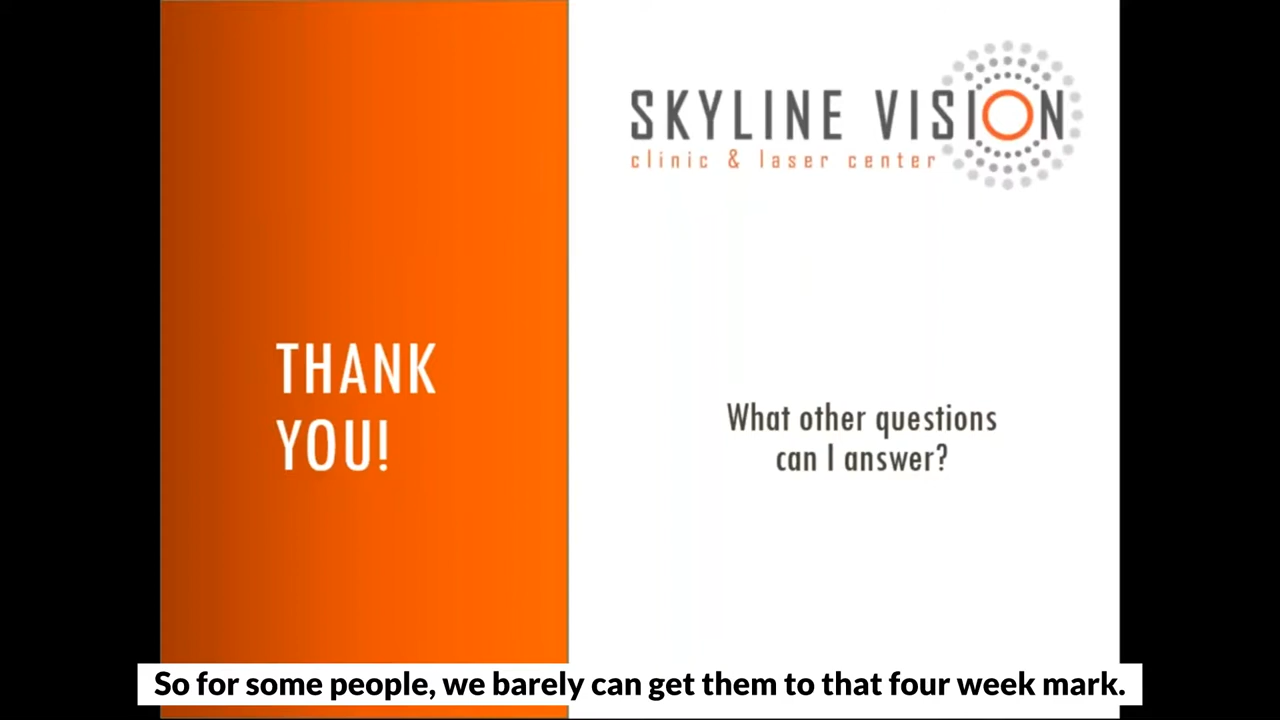 SKYLINE VISION
clinic & laser center
THANK
YOU!
What other questions
can I answer?
So for some people, we barely can get them to that four week mark.